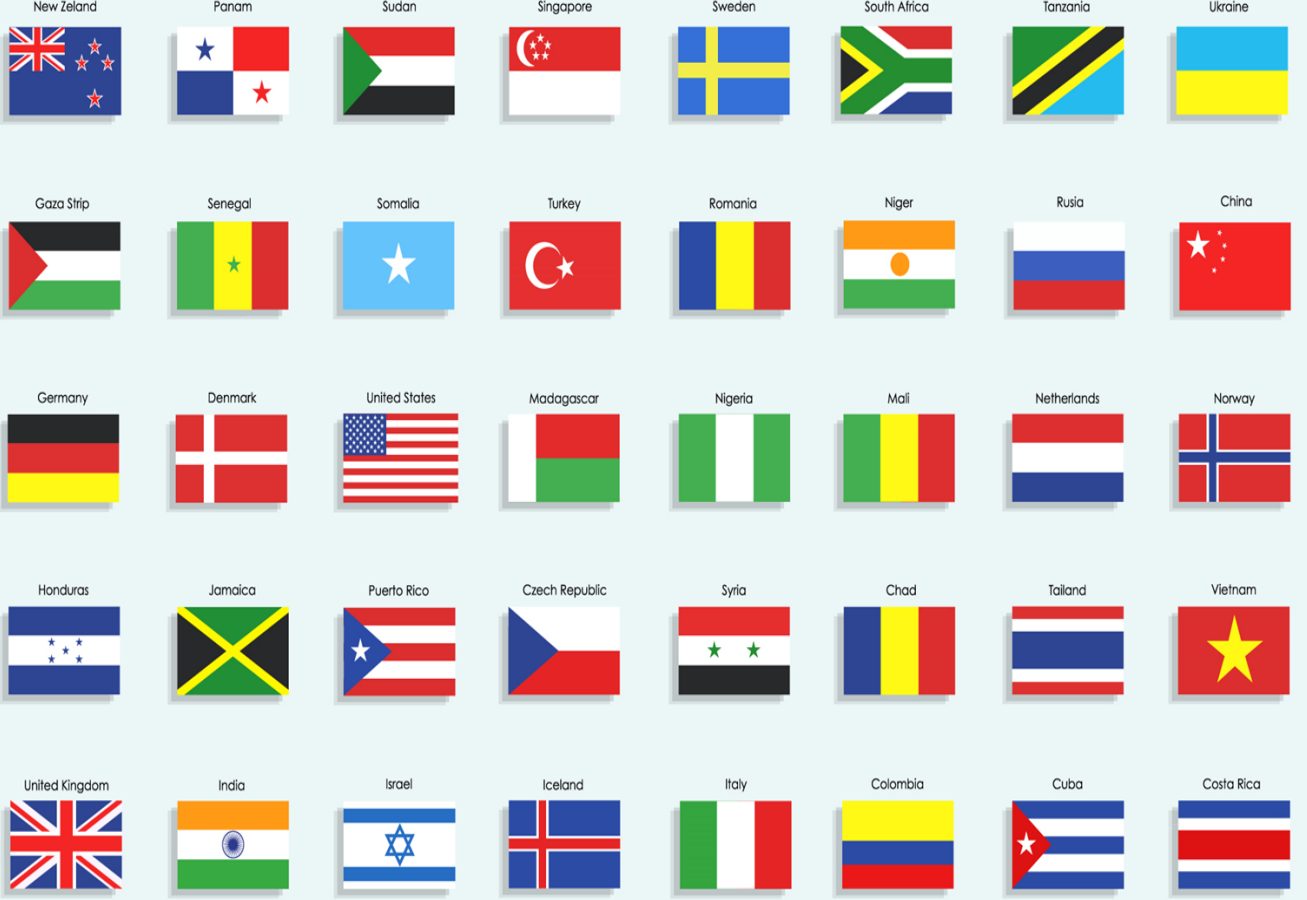 New Zeland Panam Sudan Singapore Sweden South Africa Tanzania Ukraine
Gaza Strip Senegal Somalia Turkey Romania Niger Rusia China
Germany Denmark United States Madagascar Nigeria Mali Netherlands Norway
Honduras Jamaica Puerto Rico Czech Republic Syria Chad Tailand Vietnam
United Kingdom India Israel Iceland Italy Colombia Cuba Costa Rica